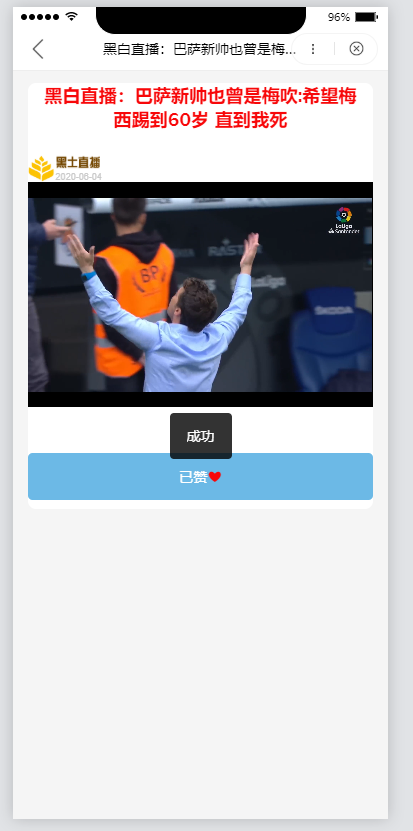 96%
黑白直播：巴萨新帅也曾是梅...
黑白直播：巴萨新帅也曾是梅吹:希望梅
西踢到60岁 直到我死
黑土直播
2020-06-04
LaLiga
Santander
成功
已赞